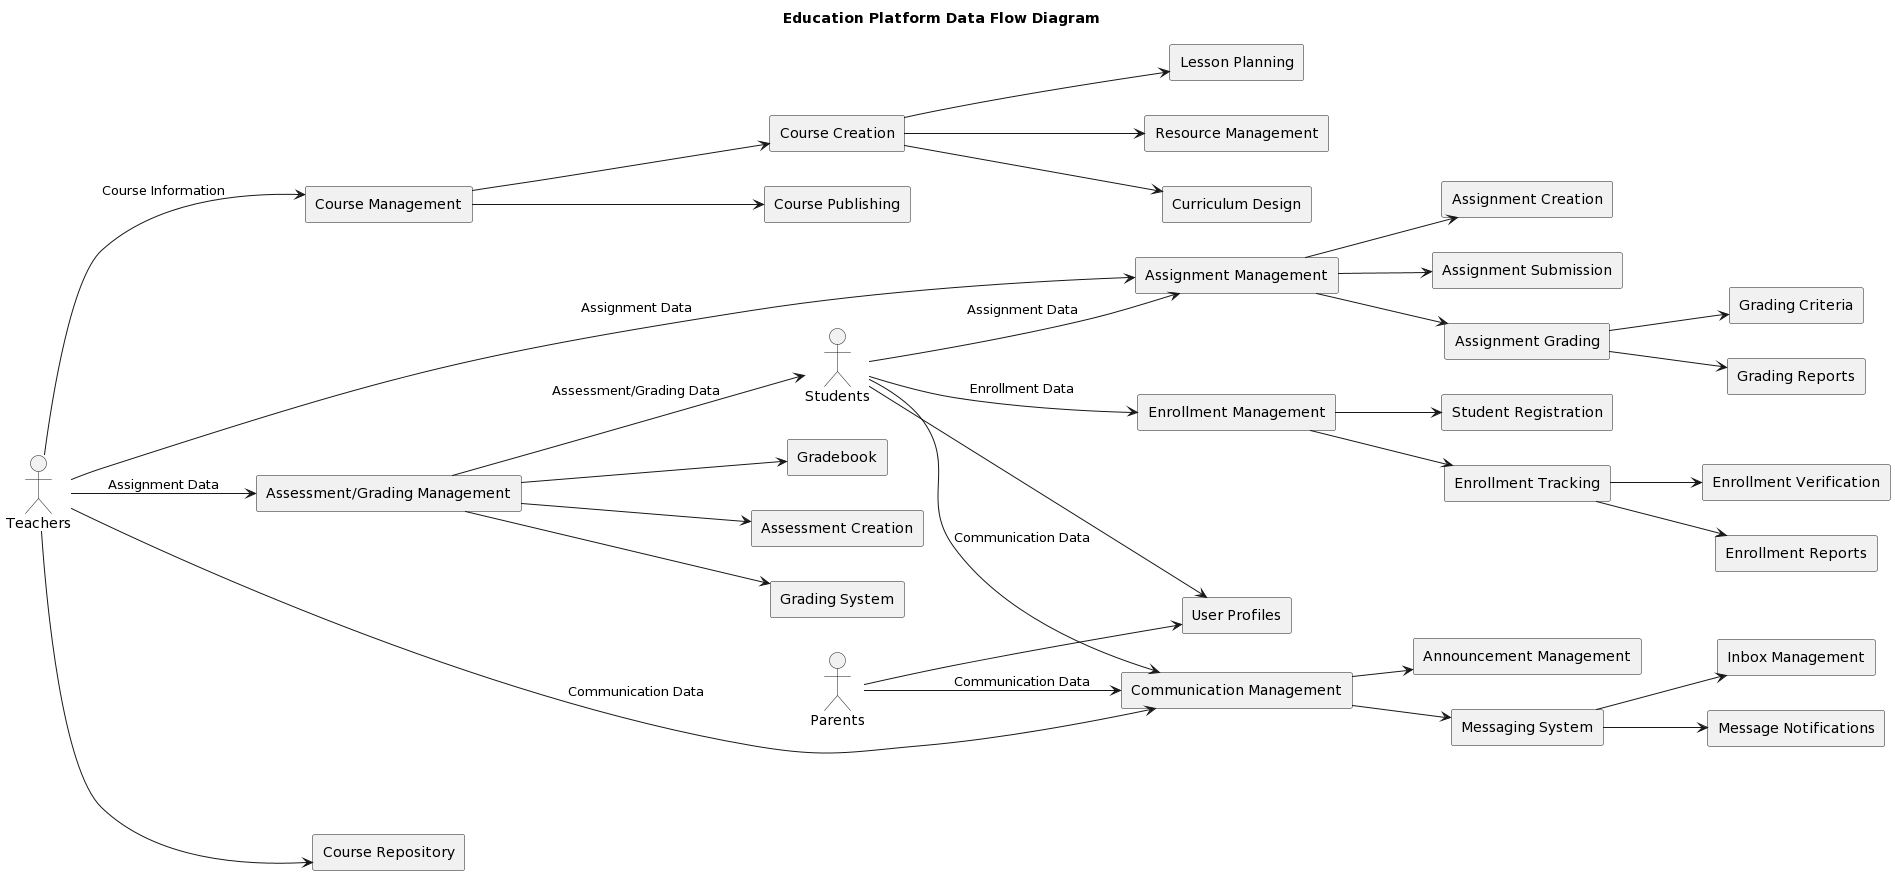 Education Platform Data Flow Diagram
Lesson Planning
Course Creation
Resource Management
Course Information
Course Management
Course Publishing
Curriculum Design
Assignment Creation
Assignment Management
Assignment Submission
Assignment Data
Assignment Data
Grading Criteria
Assignment Grading
Grading Reports
Students
Assessment/Grading Data
Enrollment Data
Enrollment Management
Student Registration
Gradebook
Teachers
Assignment Data
Assessment/Grading Management
Enrollment Tracking
Enrollment Verification
Assessment Creation
Communication Data
Enrollment Reports
Grading System
User Profiles
Announcement Management
Inbox Management
Communication Data
Communication Data
Communication Management
Parents
Messaging System
Message Notifications
Course Repository